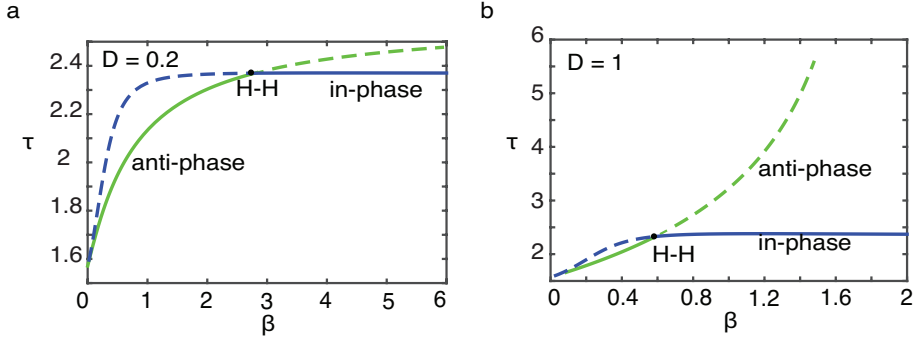 a
D = 0.2
2.4
2.2
2
1.8
1.6
τ
H-H
in-phase
anti-phase
0 1 2 3 4 5 6
β
b
D = 1
6
5
4
3
2
τ
anti-phase
in-phase
H-H
0 0.4 0.8 1.2 1.6 2
β